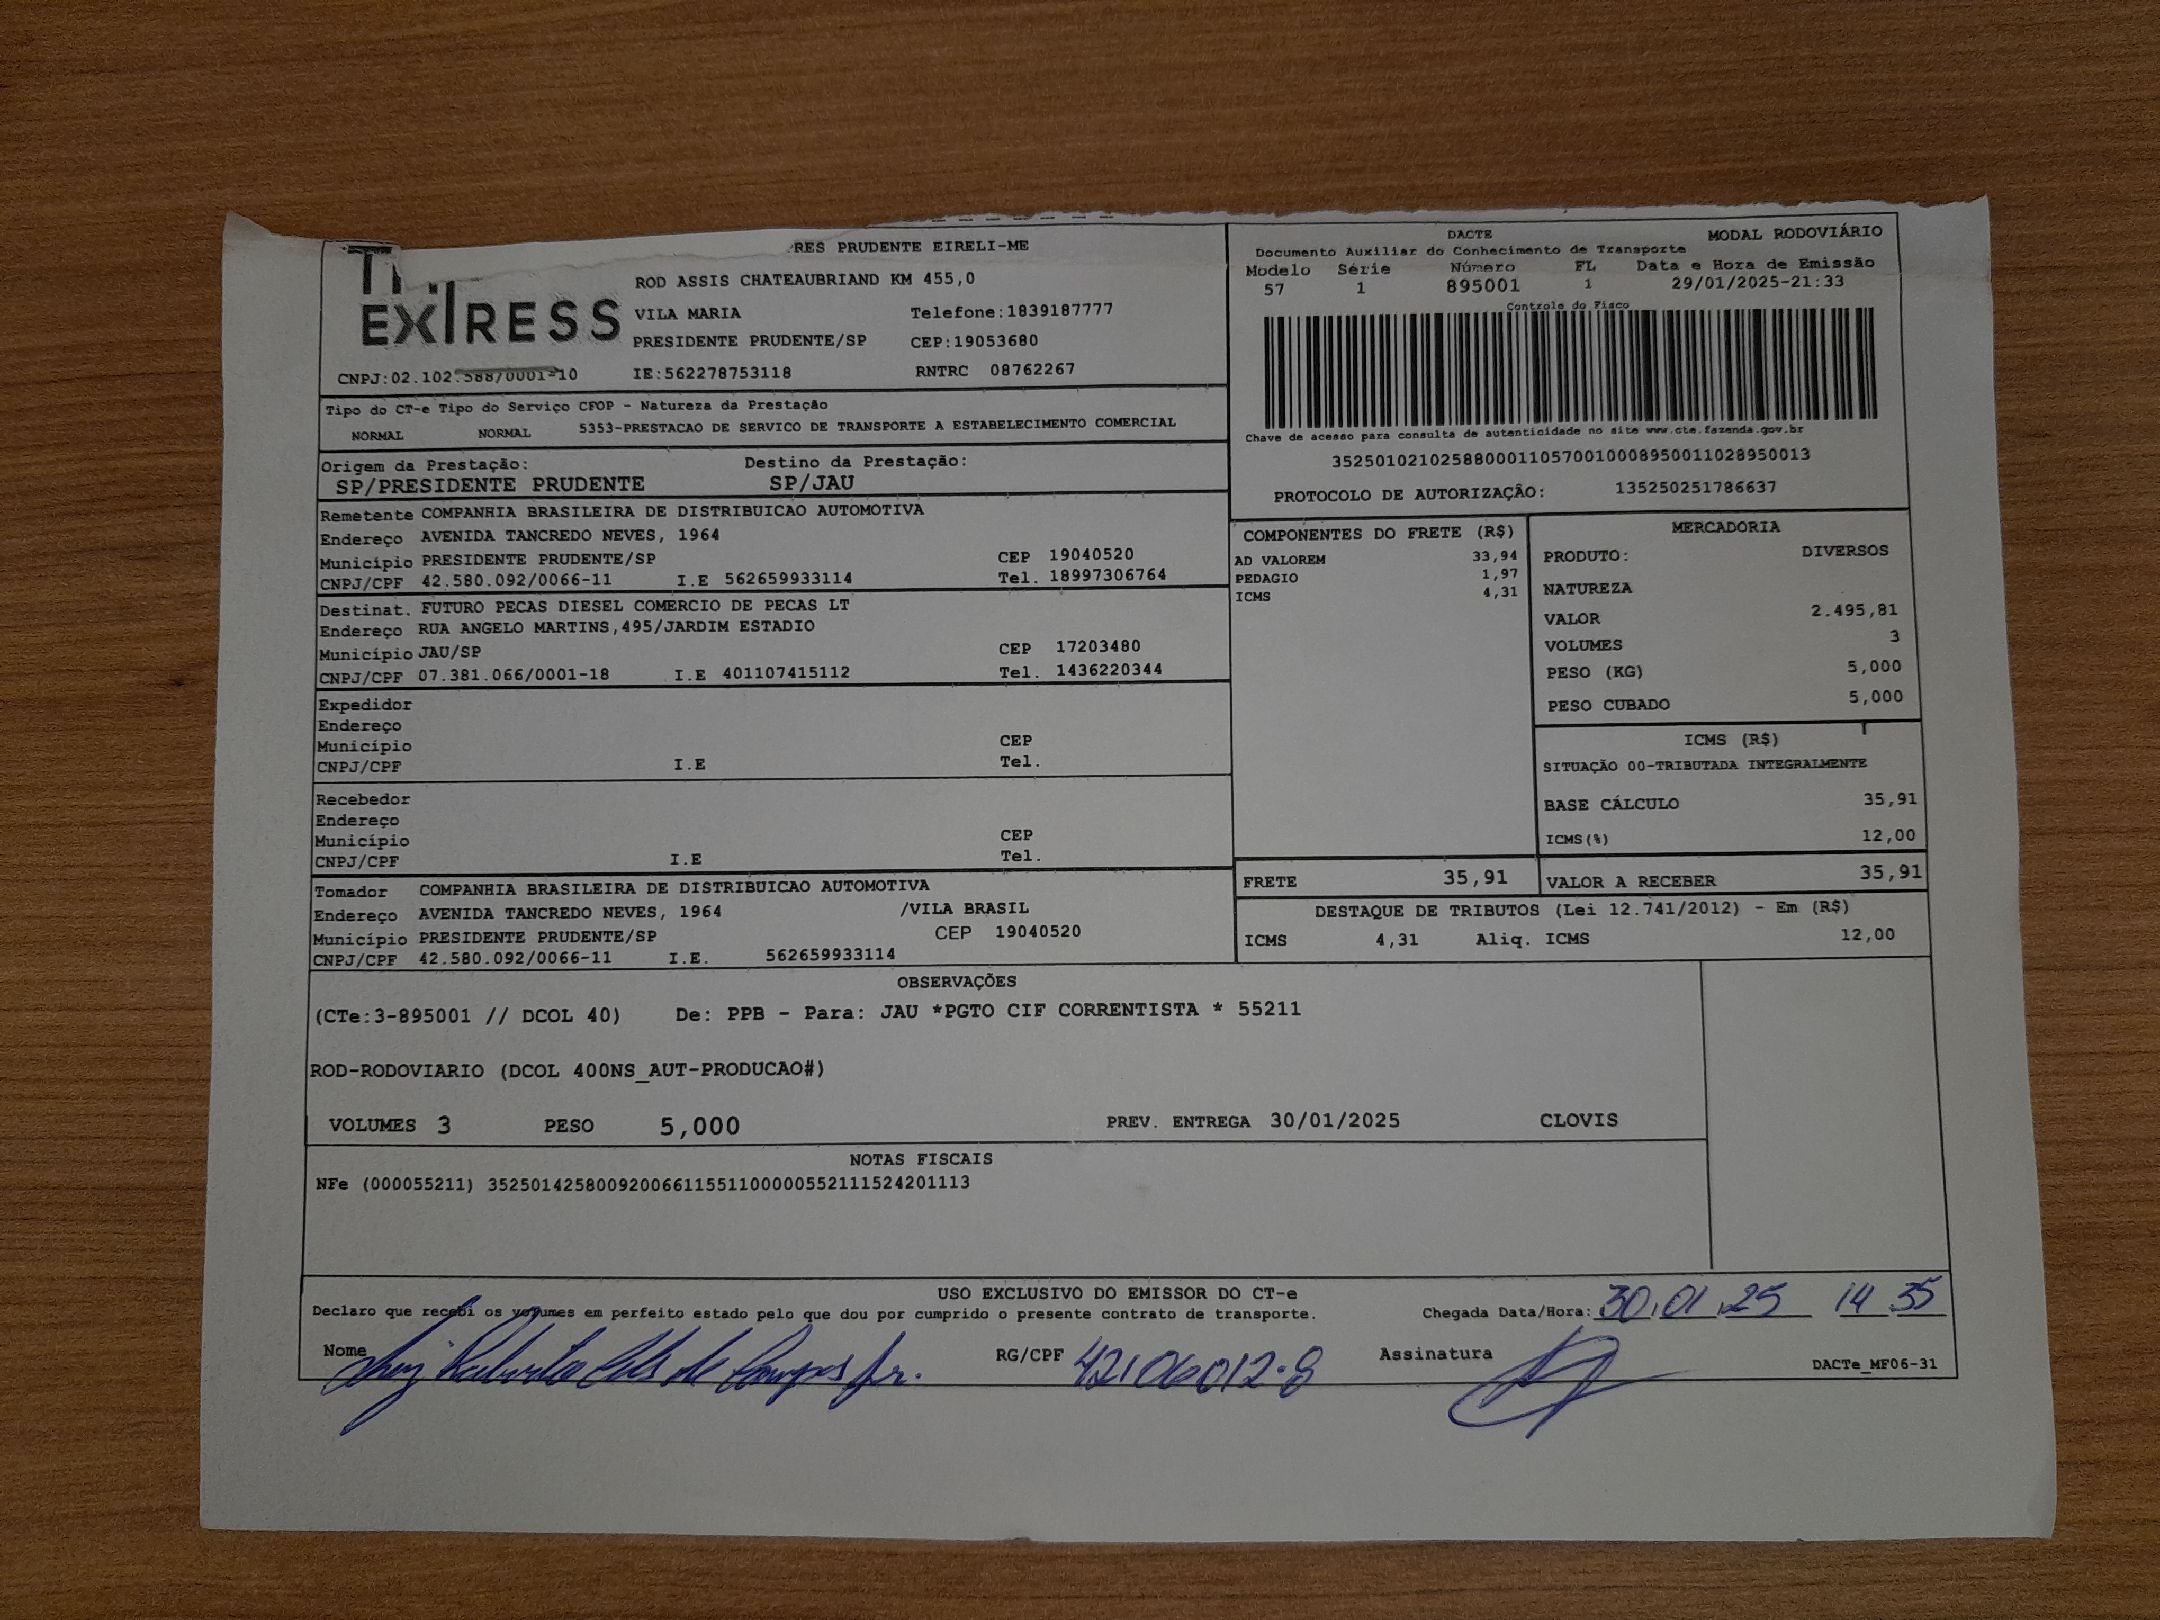 EXPRESS
PRES PRUDENTE EIRELI-ME
ROD ASSIS CHATEAUBRIAND KM 455,0
VILA MARIA Telefone:1839187777
PRESIDENTE PRUDENTE/SP CEP:19053680
CNPJ:02.102.588/0001-10 IE:562278753118 RNTRC 08762267
DACTE MODAL RODOVIÁRIO
Documento Auxiliar do Conhecimento de Transporte
Modelo Série Número FL Data e Hora de Emissão
57 1 895001 1 29/01/2025-21:33
Controle do Fisco
Chave de acesso para consulta de autenticidade no site www.cte.fazenda.gov.br
35250102102588000110570010008950011028950013
PROTOCOLO DE AUTORIZAÇÃO: 135250251786637
Tipo do CT-e Tipo do Serviço CFOP - Natureza da Prestação
NORMAL NORMAL 5353-PRESTACAO DE SERVICO DE TRANSPORTE A ESTABELECIMENTO COMERCIAL
Origem da Prestação: Destino da Prestação:
SP/PRESIDENTE PRUDENTE SP/JAU
Remetente COMPANHIA BRASILEIRA DE DISTRIBUICAO AUTOMOTIVA
Endereço AVENIDA TANCREDO NEVES, 1964
Município PRESIDENTE PRUDENTE/SP CEP 19040520
CNPJ/CPF 42.580.092/0066-11 I.E 562659933114 Tel. 18997306764
Destinat. FUTURO PECAS DIESEL COMERCIO DE PECAS LT
Endereço RUA ANGELO MARTINS,495/JARDIM ESTADIO
Município JAU/SP CEP 17203480
CNPJ/CPF 07.381.066/0001-18 I.E 401107415112 Tel. 1436220344
Expedidor
Endereço
Município CEP
CNPJ/CPF I.E Tel.
Recebedor
Endereço
Município CEP
CNPJ/CPF I.E Tel.
Tomador COMPANHIA BRASILEIRA DE DISTRIBUICAO AUTOMOTIVA
Endereço AVENIDA TANCREDO NEVES, 1964 /VILA BRASIL
Município PRESIDENTE PRUDENTE/SP CEP 19040520
CNPJ/CPF 42.580.092/0066-11 I.E. 562659933114
COMPONENTES DO FRETE (R$)
AD VALOREM 33,94
PEDAGIO 1,97
ICMS 4,31
MERCADORIA
PRODUTO: DIVERSOS
NATUREZA
VALOR 2.495,81
VOLUMES 3
PESO (KG) 5,000
PESO CUBADO 5,000
ICMS (R$)
SITUAÇÃO 00-TRIBUTADA INTEGRALMENTE
BASE CÁLCULO 35,91
ICMS(%) 12,00
FRETE 35,91 VALOR A RECEBER 35,91
DESTAQUE DE TRIBUTOS (Lei 12.741/2012) - Em (R$)
ICMS 4,31 Aliq. ICMS 12,00
OBSERVAÇÕES
(CTe:3-895001 // DCOL 40) De: PPB - Para: JAU *PGTO CIF CORRENTISTA * 55211
ROD-RODOVIARIO (DCOL 400NS_AUT-PRODUCAO#)
VOLUMES 3 PESO 5,000 PREV. ENTREGA 30/01/2025 CLOVIS
NOTAS FISCAIS
NFe (000055211) 35250142580092006611551100000552111524201113
USO EXCLUSIVO DO EMISSOR DO CT-e
Declaro que recebi os volumes em perfeito estado pelo que dou por cumprido o presente contrato de transporte. Chegada Data/Hora: 30.01.25 14 35
Nome de Campos Jr. RG/CPF 42106012-8 Assinatura
DACTe_MF06-31